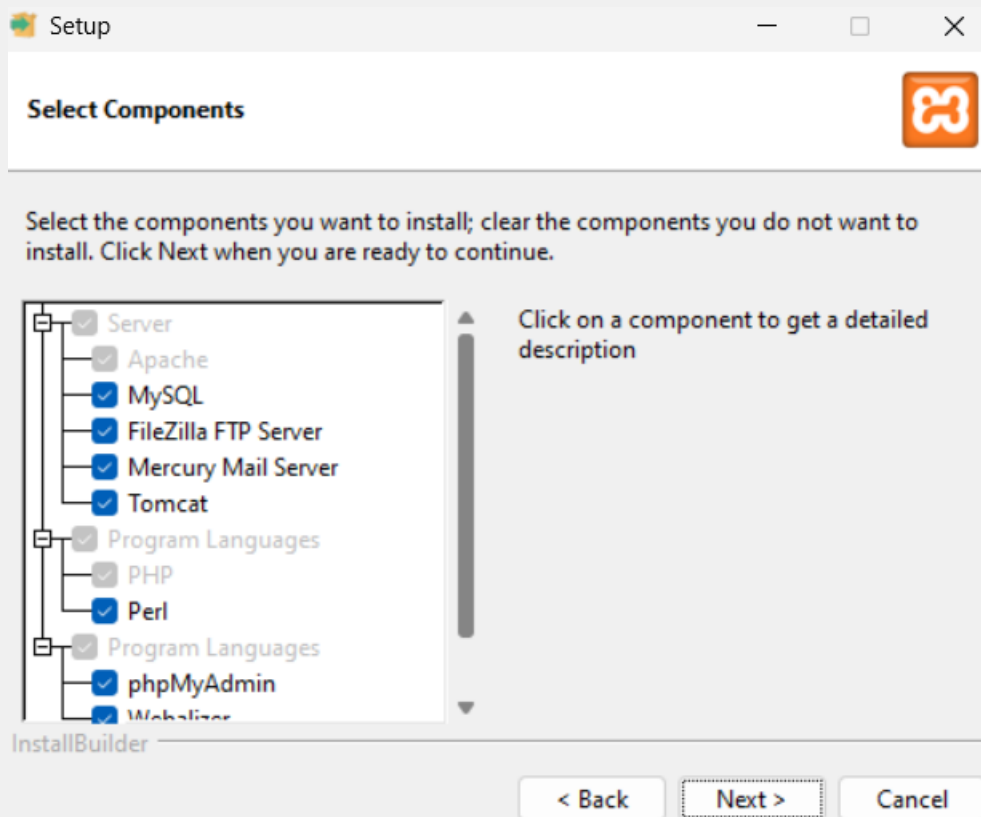 Setup
Select Components
Select the components you want to install; clear the components you do not want to
install. Click Next when you are ready to continue.
Server
Apache
MySQL
FileZilla FTP Server
Mercury Mail Server
Tomcat
Program Languages
PHP
Perl
Program Languages
phpMyAdmin
Webalizer
Click on a component to get a detailed
description
InstallBuilder
< Back
Next >
Cancel